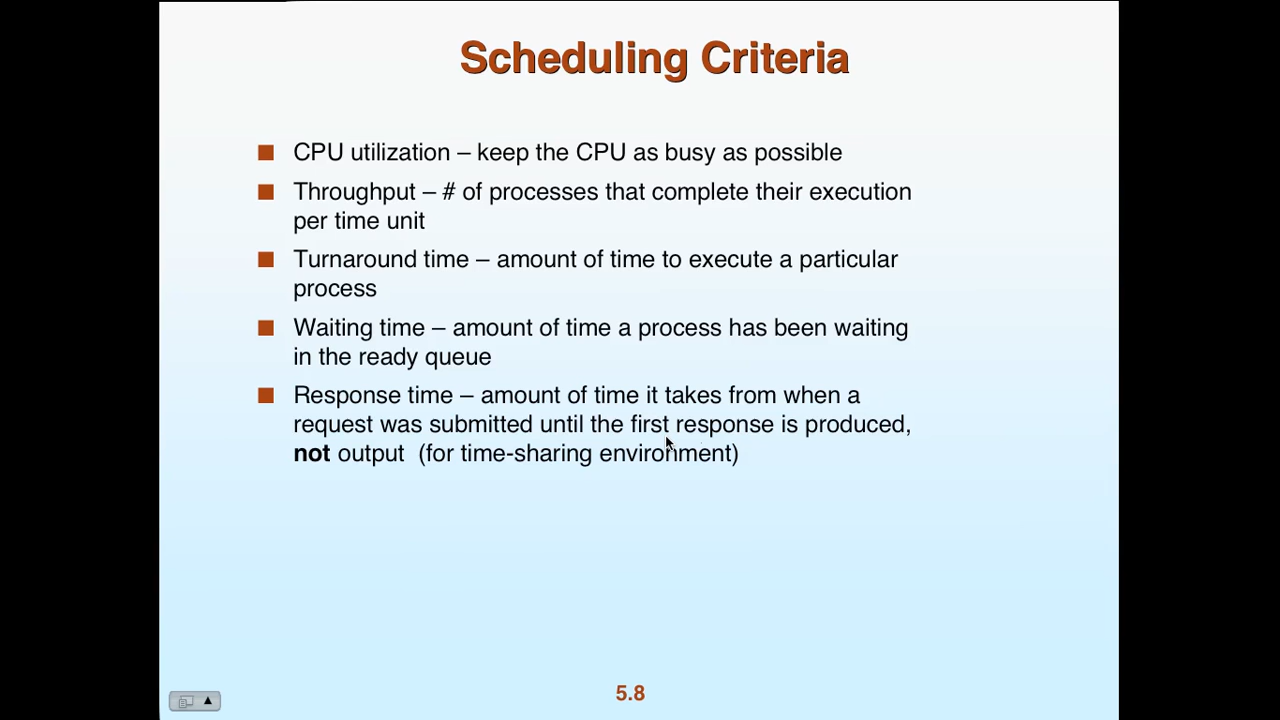 Scheduling Criteria
CPU utilization – keep the CPU as busy as possible
Throughput – # of processes that complete their execution
per time unit
Turnaround time – amount of time to execute a particular
process
Waiting time – amount of time a process has been waiting
in the ready queue
Response time – amount of time it takes from when a
request was submitted until the first response is produced,
not output (for time-sharing environment)
5.8